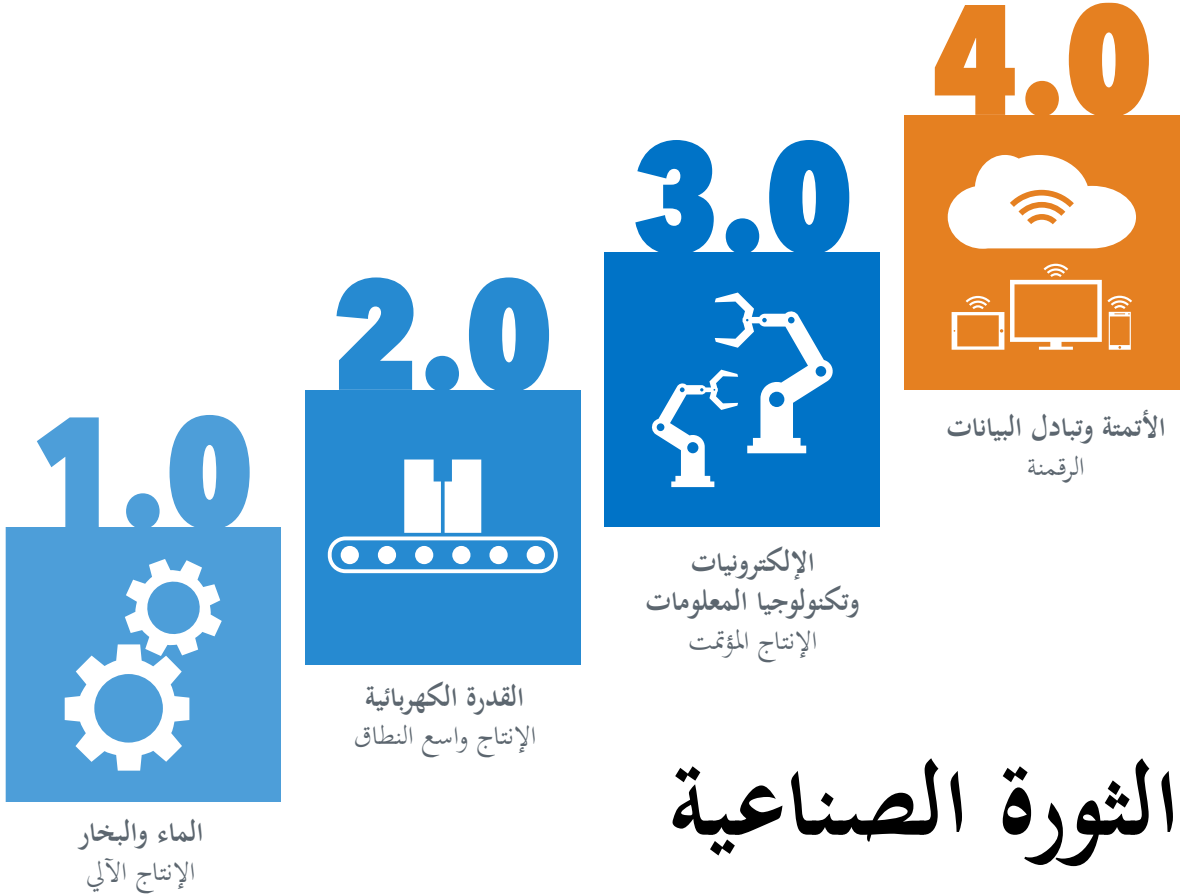 1.0
الماء والبخار
الإنتاج الآلي
2.0
القدرة الكهربائية
الإنتاج واسع النطاق
3.0
الإلكترونيات
وتكنولوجيا المعلومات
الإنتاج المؤتمت
4.0
الأتمتة وتبادل البيانات
الرقمنة
الثورة الصناعية